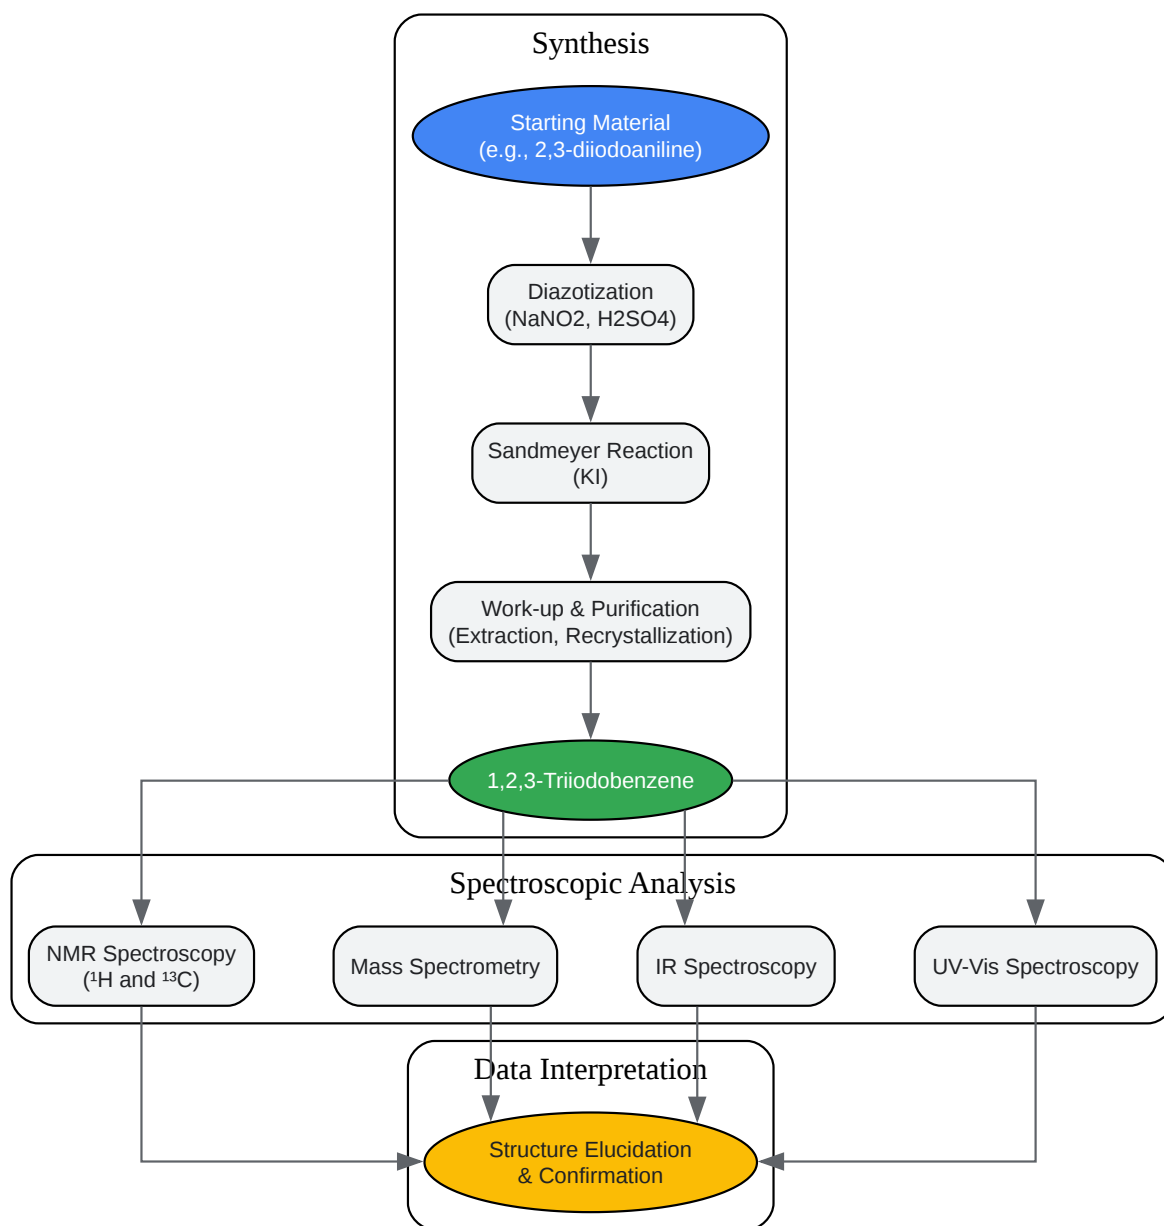 Synthesis
Starting Material
(e.g., 2,3-diiodoaniline)
Diazotization
(NaNO2, H2SO4)
Sandmeyer Reaction
(KI)
Work-up & Purification
(Extraction, Recrystallization)
1,2,3-Triiodobenzene
Spectroscopic Analysis
NMR Spectroscopy
(¹H and ¹³C)
Mass Spectrometry
IR Spectroscopy
UV-Vis Spectroscopy
Data Interpretation
Structure Elucidation
& Confirmation